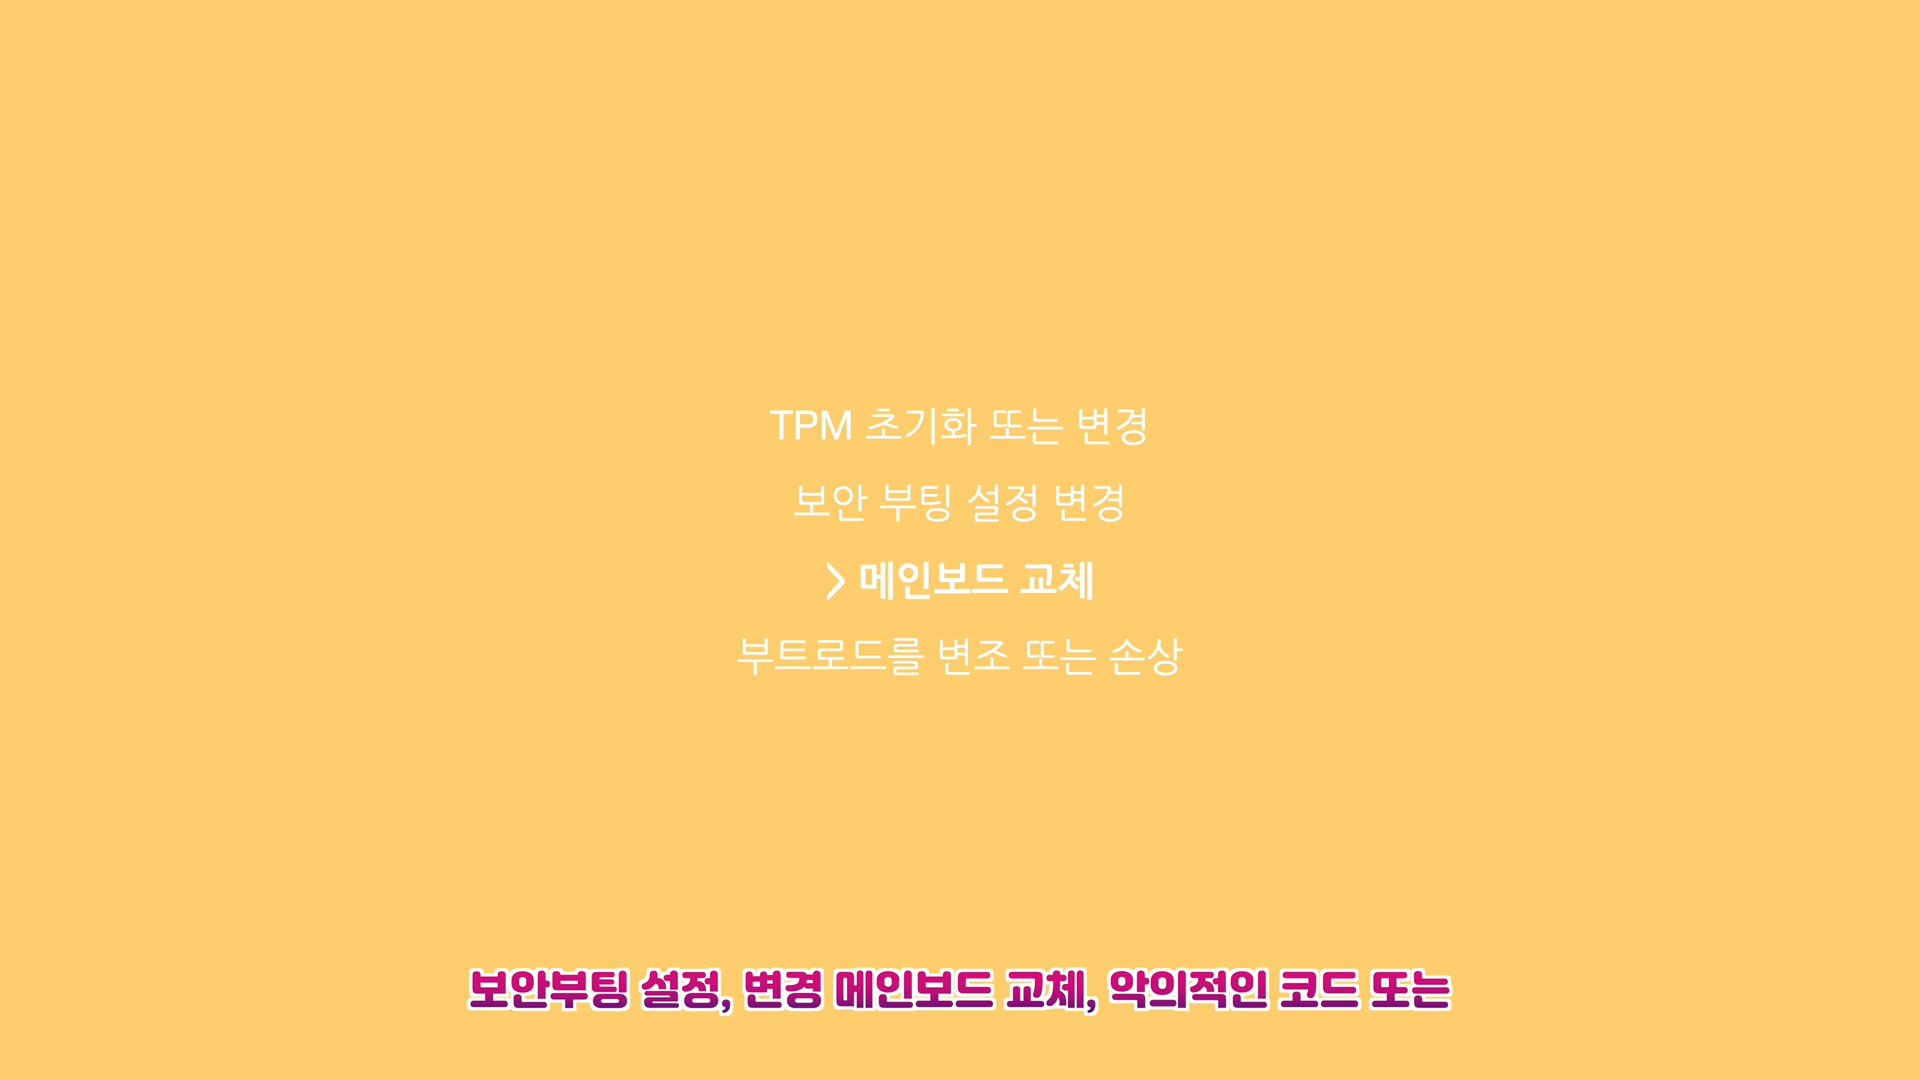 TPM 초기화 또는 변경
보안 부팅 설정 변경
> 메인보드 교체
부트로드를 변조 또는 손상
보안부팅 설정, 변경 메인보드 교체, 악의적인 코드 또는